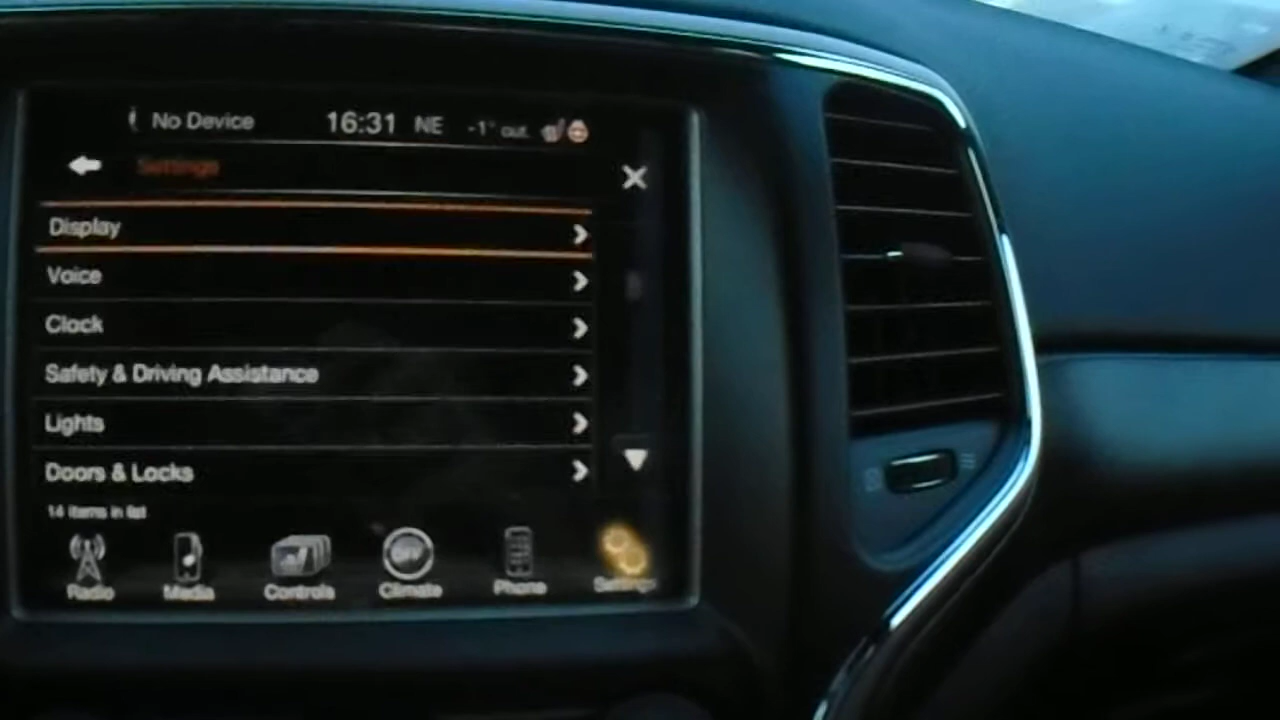 No Device 16:31 NE -1° out
Settings
Display
Voice
Clock
Safety & Driving Assistance
Lights
Doors & Locks
14 items in list
Radio Media Controls Climate Phone Settings